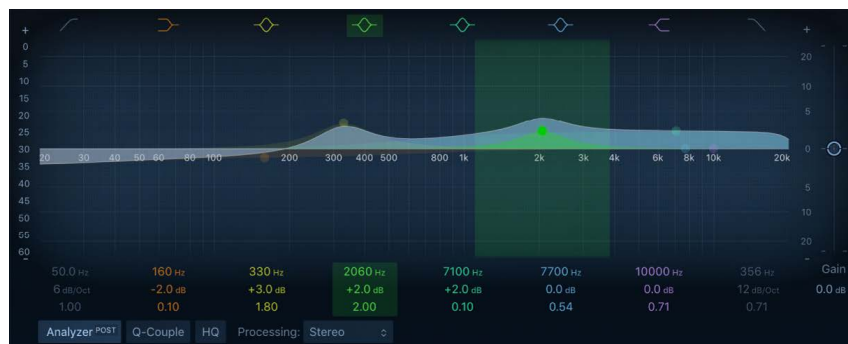 + +
0
5 20
10
15 10
20
25 5
30 20 30 40 50 60 80 100 200 300 400 500 800 1k 2k 3k 4k 6k 8k 10k 20k 0
35
40 5
45
50 10
55
60 20
- -
50.0 Hz 160 Hz 330 Hz 2060 Hz 7100 Hz 7700 Hz 10000 Hz 356 Hz Gain
6 dB/Oct -2.0 dB +3.0 dB +2.0 dB +2.0 dB 0.0 dB 0.0 dB 12 dB/Oct 0.0 dB
1.00 0.10 1.80 2.00 0.10 0.54 0.71 0.71
Analyzer POST Q-Couple HQ Processing: Stereo